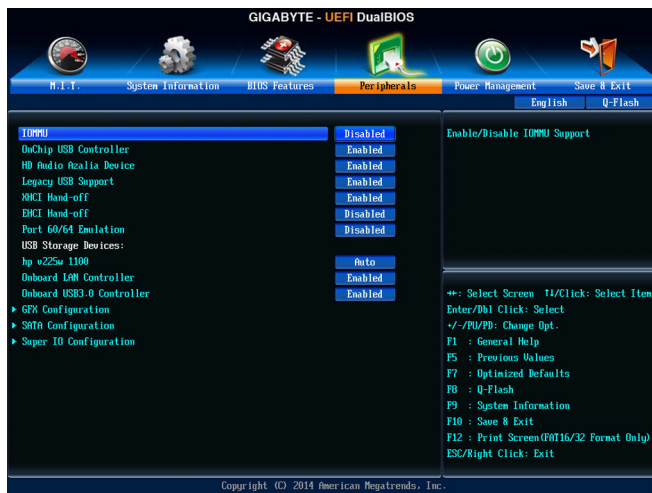 GIGABYTE - UEFI DualBIOS
M.I.T.
System Information
BIOS Features
Peripherals
Power Management
Save & Exit
English
Q-Flash
IOMMU Disabled
OnChip USB Controller Enabled
HD Audio Azalia Device Enabled
Legacy USB Support Enabled
XHCI Hand-off Enabled
EHCI Hand-off Disabled
Port 60/64 Emulation Disabled
USB Storage Devices:
hp v225w 1100 Auto
Onboard LAN Controller Enabled
Onboard USB3.0 Controller Enabled
GFX Configuration
SATA Configuration
Super IO Configuration
Enable/Disable IOMMU Support
→←: Select Screen ↑↓/Click: Select Item
Enter/Dbl Click: Select
+/-/PU/PD: Change Opt.
F1 : General Help
F5 : Previous Values
F7 : Optimized Defaults
F8 : Q-Flash
F9 : System Information
F10 : Save & Exit
F12 : Print Screen(FAT16/32 Format Only)
ESC/Right Click: Exit
Copyright (C) 2014 American Megatrends, Inc.